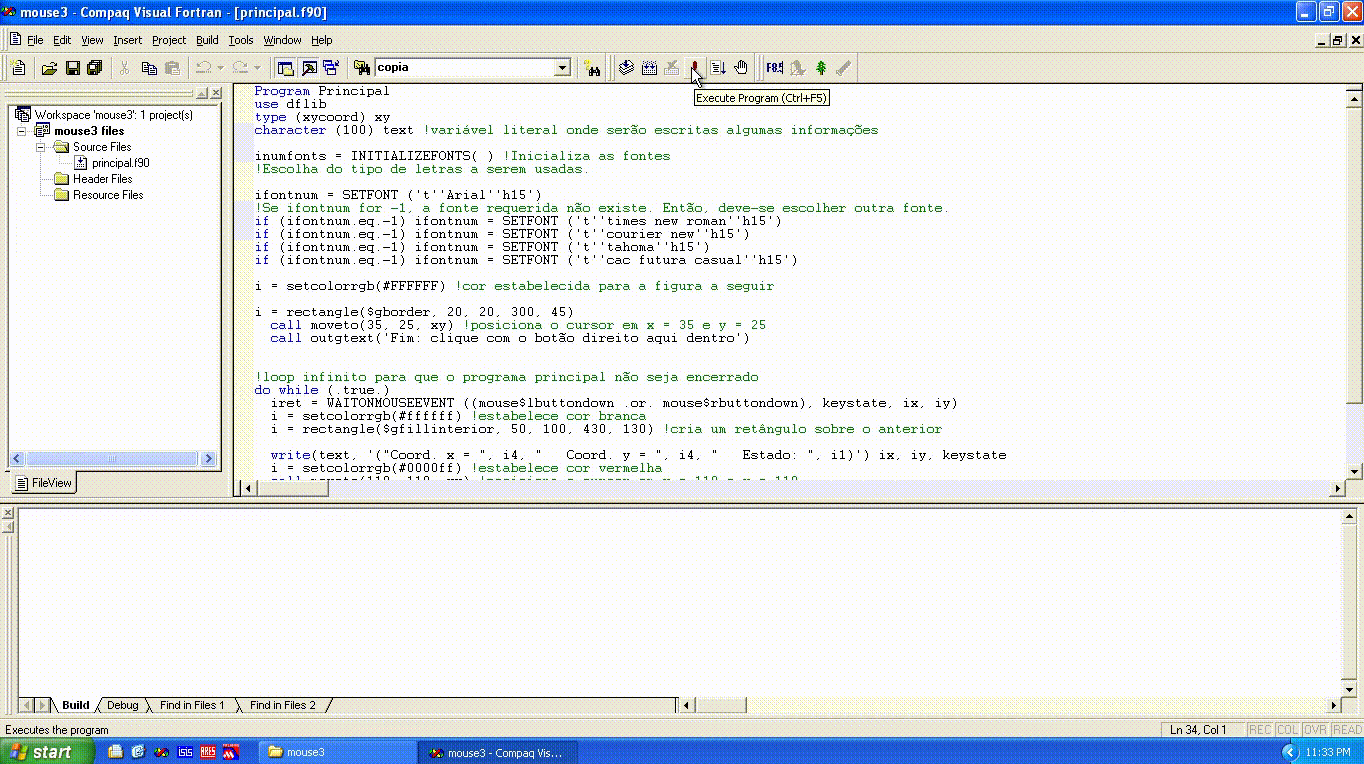 mouse3 - Compaq Visual Fortran - [principal.f90]
File Edit View Insert Project Build Tools Window Help
copia
Execute Program (Ctrl+F5)
Workspace 'mouse3': 1 project(s)
mouse3 files
Source Files
principal.f90
Header Files
Resource Files
FileView
Program Principal
use dflib
type (xycoord) xy
character (100) text !variável literal onde serão escritas algumas informações
inumfonts = INITIALIZEFONTS( ) !Inicializa as fontes
!Escolha do tipo de letras a serem usadas.
ifontnum = SETFONT ('t''Arial''h15')
!Se ifontnum for -1, a fonte requerida não existe. Então, deve-se escolher outra fonte.
if (ifontnum.eq.-1) ifontnum = SETFONT ('t''times new roman''h15')
if (ifontnum.eq.-1) ifontnum = SETFONT ('t''courier new''h15')
if (ifontnum.eq.-1) ifontnum = SETFONT ('t''tahoma''h15')
if (ifontnum.eq.-1) ifontnum = SETFONT ('t''cac futura casual''h15')
i = setcolorrgb(#FFFFFF) !cor estabelecida para a figura a seguir
i = rectangle($gborder, 20, 20, 300, 45)
call moveto(35, 25, xy) !posiciona o cursor em x = 35 e y = 25
call outgtext('Fim: clique com o botão direito aqui dentro')
!loop infinito para que o programa principal não seja encerrado
do while (.true.)
iret = WAITONMOUSEEVENT ((mouse$lbuttondown .or. mouse$rbuttondown), keystate, ix, iy)
i = setcolorrgb(#ffffff) !estabelece cor branca
i = rectangle($gfillinterior, 50, 100, 430, 130) !cria um retângulo sobre o anterior
write(text, '("Coord. x = ", i4, "   Coord. y = ", i4, "   Estado: ", i1)') ix, iy, keystate
i = setcolorrgb(#0000ff) !estabelece cor vermelha
Build Debug Find in Files 1 Find in Files 2
Executes the program
Ln 34, Col 1 REC COL OVR READ
start mouse3 mouse3 - Compaq Vis... 11:33 PM